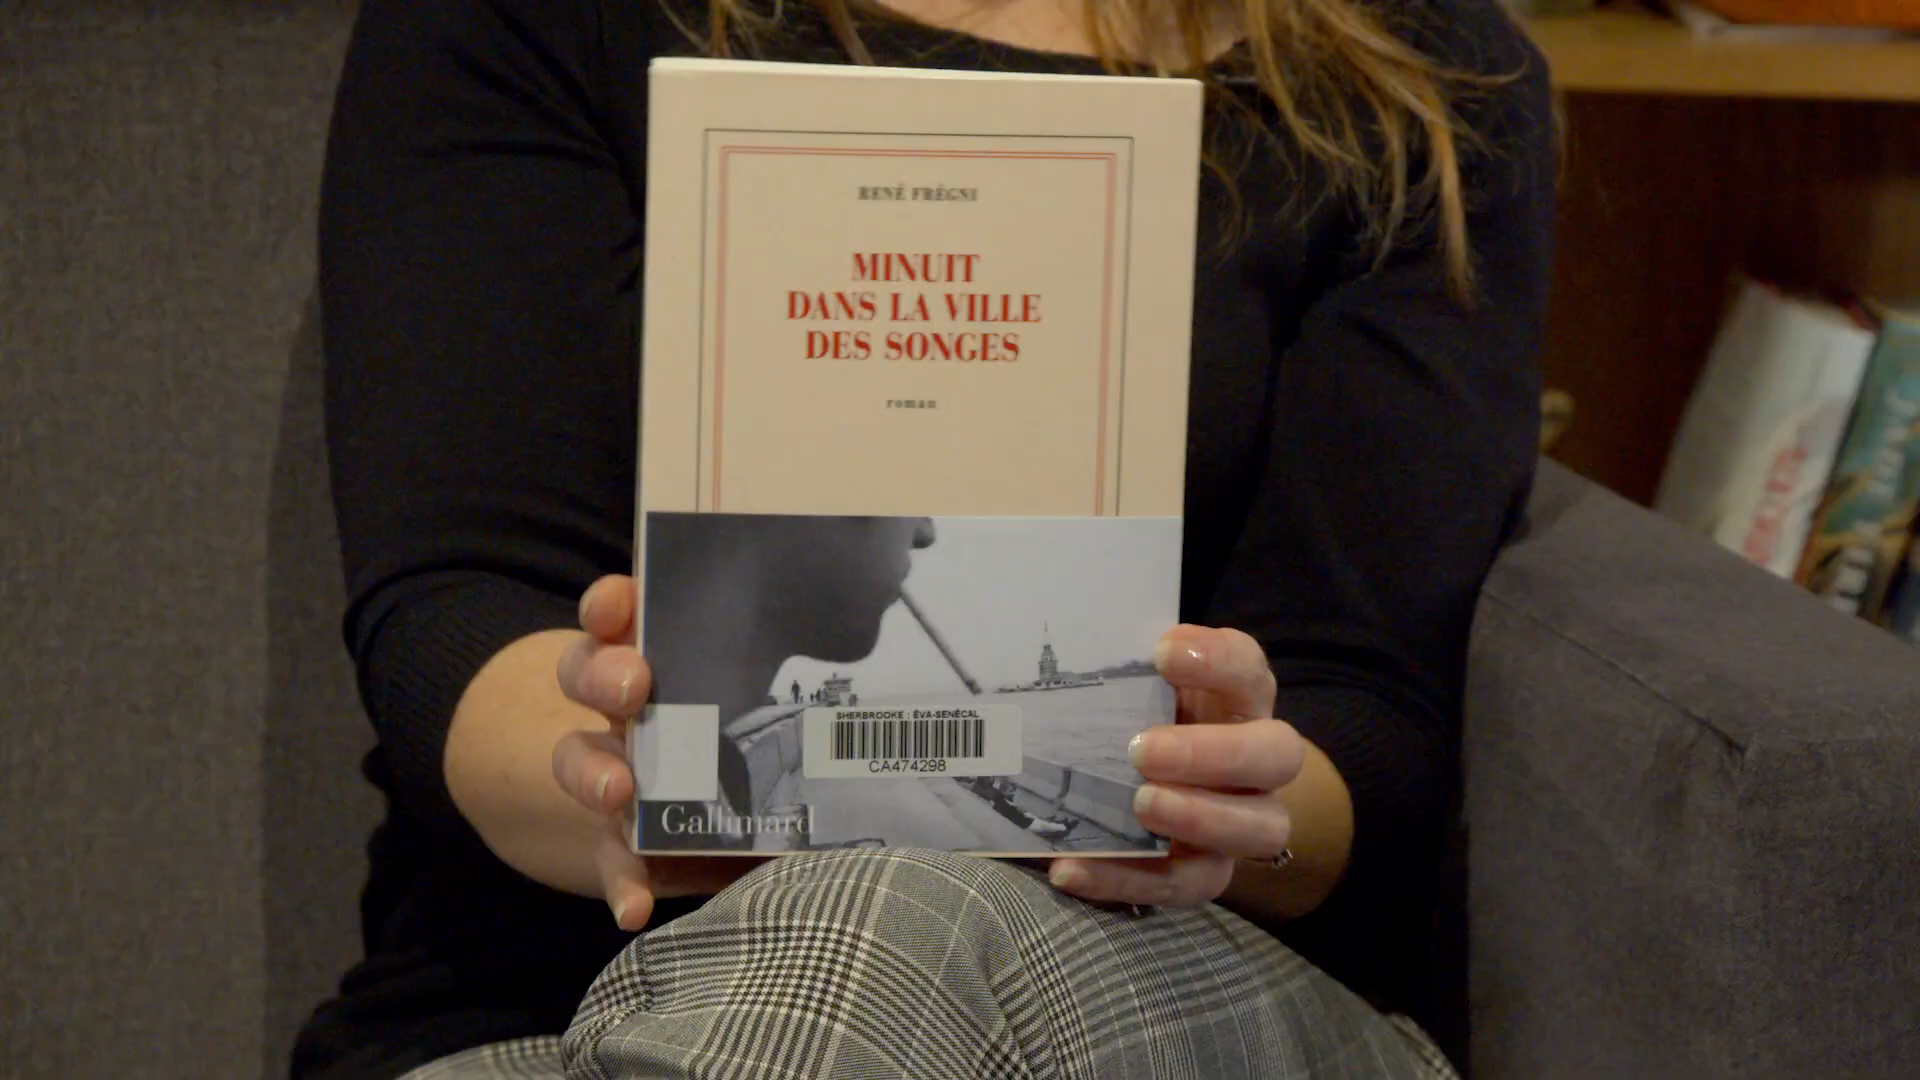 RENÉ FRÉGNI
MINUIT
DANS LA VILLE
DES SONGES
roman
SHERBROOKE : ÉVA-SENÉCAL
CA474298
Gallimard